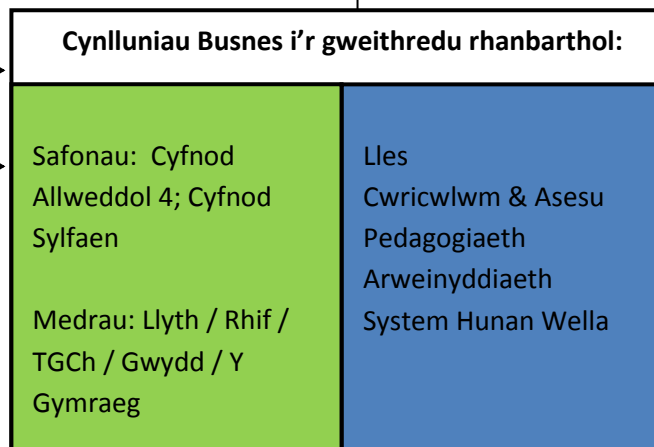 Cynlluniau Busnes i'r gweithredu rhanbarthol:
Safonau: Cyfnod
Allweddol 4; Cyfnod
Sylfaen
Medrau: Llyth / Rhif /
TGCh / Gwydd / Y
Gymraeg
Lles
Cwricwlwm & Asesu
Pedagogiaeth
Arweinyddiaeth
System Hunan Wella